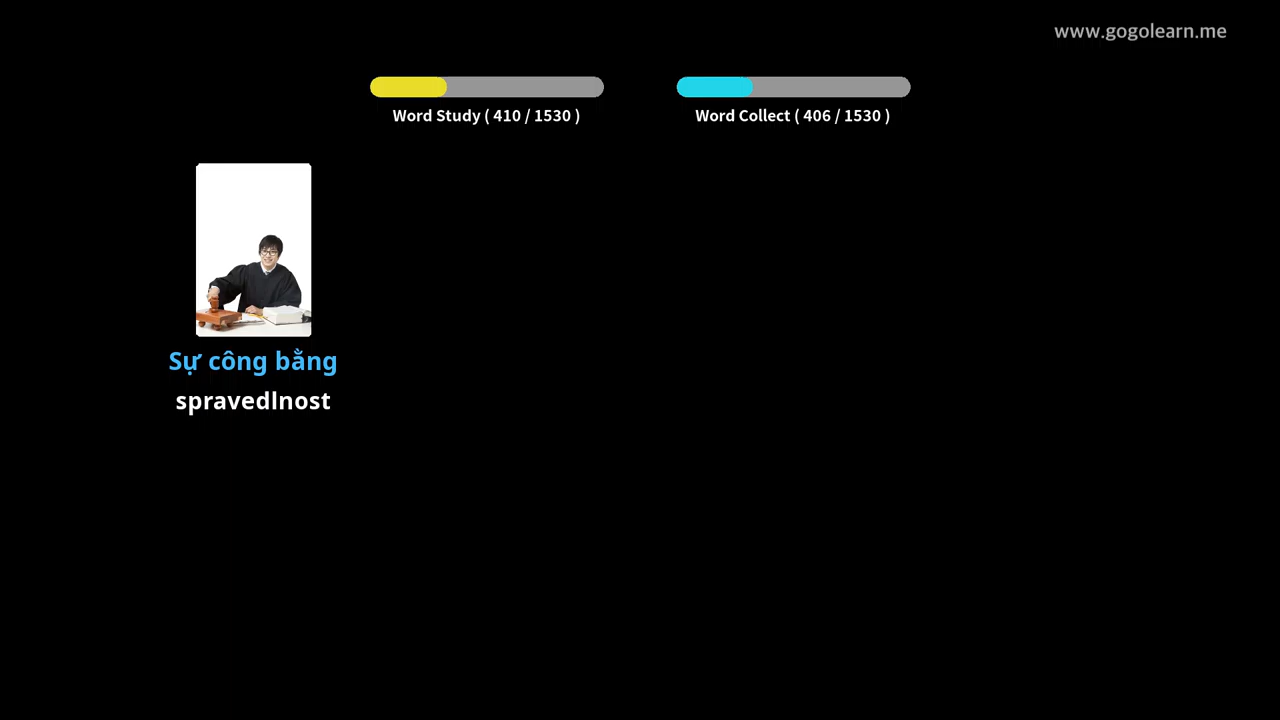 www.gogolearn.me
Word Study ( 410 / 1530 )
Word Collect ( 406 / 1530 )
Sự công bằng
spravedlnost